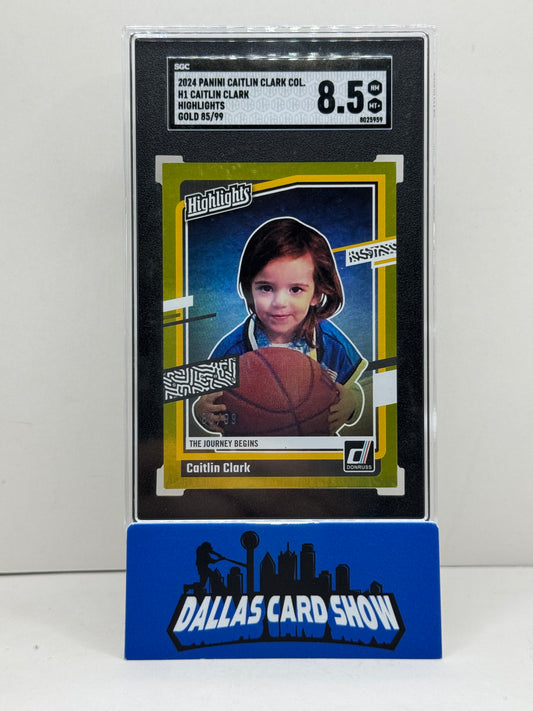 SGC
2024 PANINI CAITLIN CLARK COL.
H1 CAITLIN CLARK
HIGHLIGHTS
GOLD 85/99
8.5
NM
MT+
8025959
Highlights
THE JOURNEY BEGINS
Caitlin Clark
DONRUSS
DALLAS CARD SHOW